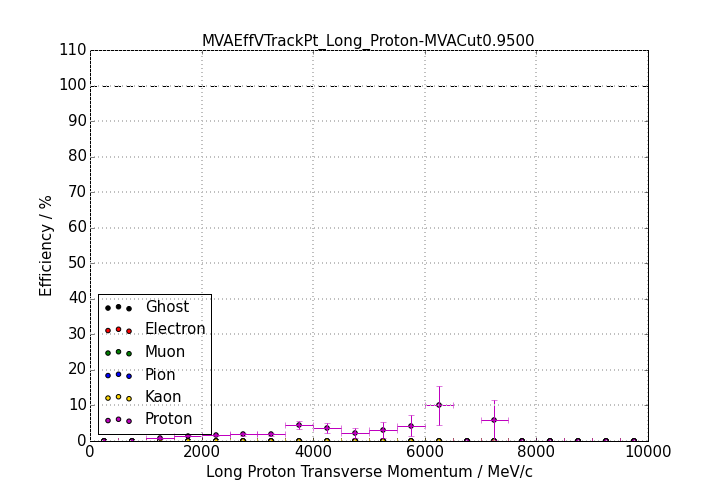 MVAEffVTrackPt_Long_Proton-MVACut0.9500
110
100
90
80
70
60
50
40
30
20
10
0
Efficiency / %
Ghost
Electron
Muon
Pion
Kaon
Proton
0 2000 4000 6000 8000 10000
Long Proton Transverse Momentum / MeV/c